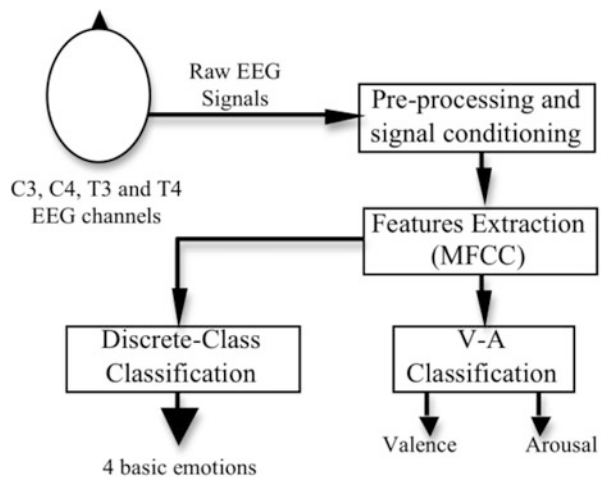 Raw EEG
Signals
Pre-processing and
signal conditioning
C3, C4, T3 and T4
EEG channels
Features Extraction
(MFCC)
Discrete-Class
Classification
V-A
Classification
Valence
Arousal
4 basic emotions